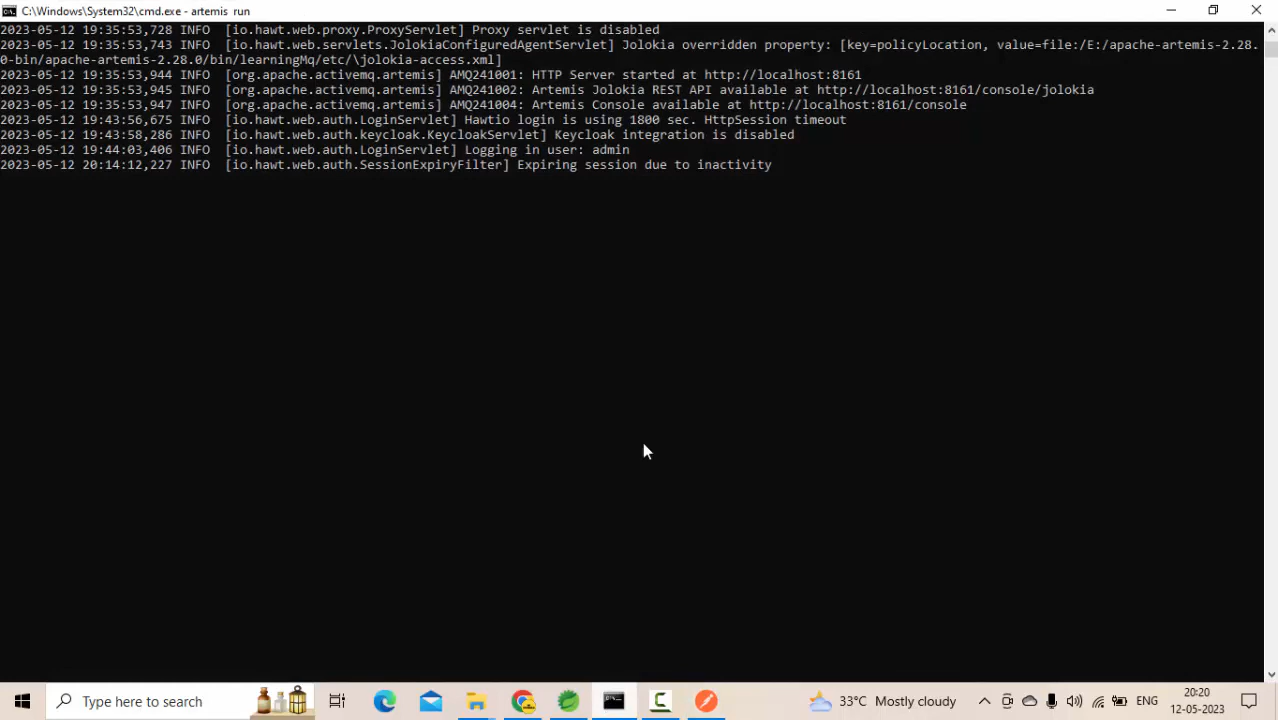 C:\Windows\System32\cmd.exe - artemis run
2023-05-12 19:35:53,728 INFO [io.hawt.web.proxy.ProxyServlet] Proxy servlet is disabled
2023-05-12 19:35:53,743 INFO [io.hawt.web.servlets.JolokiaConfiguredAgentServlet] Jolokia overridden property: [key=policyLocation, value=file:/E:/apache-artemis-2.28.
0-bin/apache-artemis-2.28.0/bin/learningMq/etc/\jolokia-access.xml]
2023-05-12 19:35:53,944 INFO [org.apache.activemq.artemis] AMQ241001: HTTP Server started at http://localhost:8161
2023-05-12 19:35:53,945 INFO [org.apache.activemq.artemis] AMQ241002: Artemis Jolokia REST API available at http://localhost:8161/console/jolokia
2023-05-12 19:35:53,947 INFO [org.apache.activemq.artemis] AMQ241004: Artemis Console available at http://localhost:8161/console
2023-05-12 19:43:56,675 INFO [io.hawt.web.auth.LoginServlet] Hawtio login is using 1800 sec. HttpSession timeout
2023-05-12 19:43:58,286 INFO [io.hawt.web.auth.keycloak.KeycloakServlet] Keycloak integration is disabled
2023-05-12 19:44:03,406 INFO [io.hawt.web.auth.LoginServlet] Logging in user: admin
2023-05-12 20:14:12,227 INFO [io.hawt.web.auth.SessionExpiryFilter] Expiring session due to inactivity
Type here to search
33°C Mostly cloudy
ENG
20:20
12-05-2023